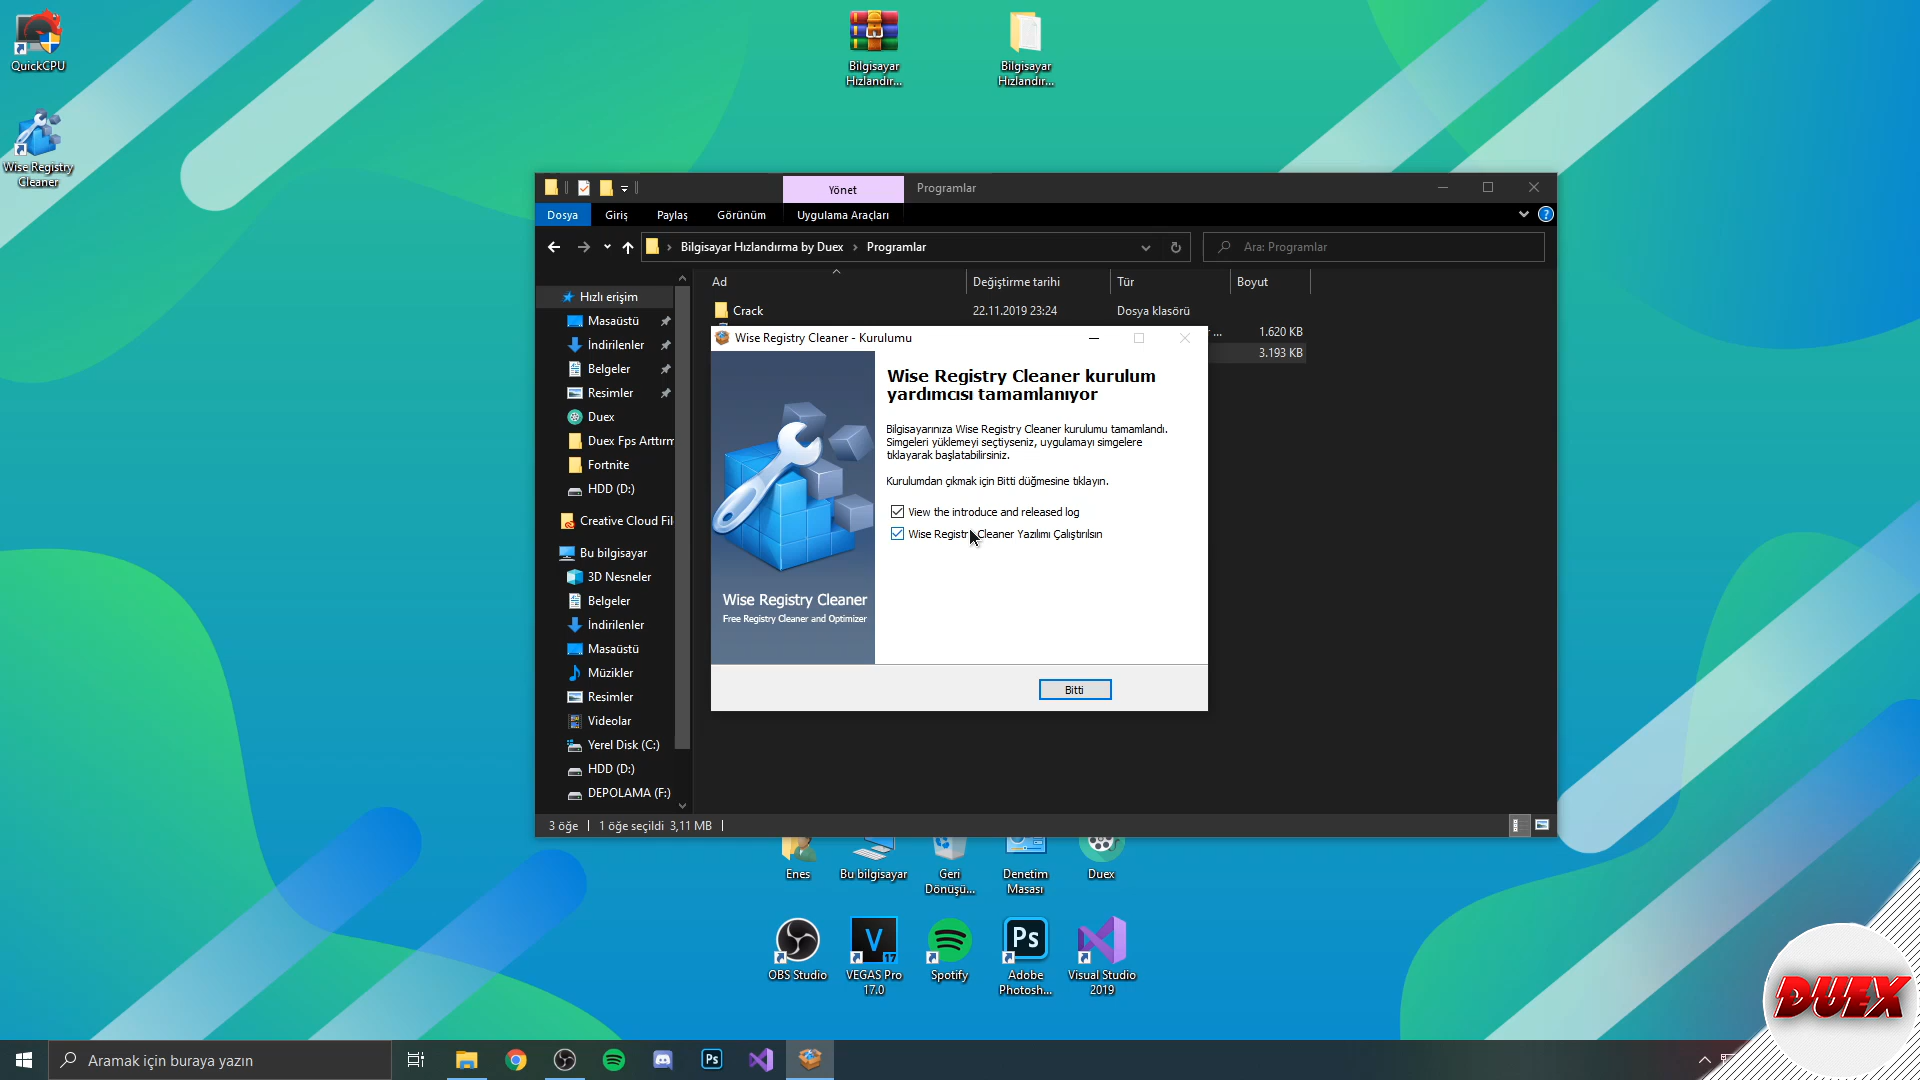 QuickCPU
Wise Registry
Cleaner
Bilgisayar
Hızlandır...
Bilgisayar
Hızlandır...
Yönet
Programlar
Dosya
Giriş
Paylaş
Görünüm
Uygulama Araçları
Bilgisayar Hızlandırma by Duex
Programlar
Ara: Programlar
Ad
Değiştirme tarihi
Tür
Boyut
Crack
22.11.2019 23:24
Dosya klasörü
1.620 KB
3.193 KB
Hızlı erişim
Masaüstü
İndirilenler
Belgeler
Resimler
Duex
Duex Fps Arttırm
Fortnite
HDD (D:)
Creative Cloud Fil
Bu bilgisayar
3D Nesneler
Belgeler
İndirilenler
Masaüstü
Müzikler
Resimler
Videolar
Yerel Disk (C:)
HDD (D:)
DEPOLAMA (F:)
3 öğe
1 öğe seçildi 3,11 MB
Wise Registry Cleaner - Kurulumu
Wise Registry Cleaner kurulum
yardımcısı tamamlanıyor
Bilgisayarınıza Wise Registry Cleaner kurulumu tamamlandı.
Simgeleri yüklemeyi seçtiyseniz, uygulamayı simgelere
tıklayarak başlatabilirsiniz.
Kurulumdan çıkmak için Bitti düğmesine tıklayın.
View the introduce and released log
Wise Registry Cleaner Yazılımı Çalıştırılsın
Wise Registry Cleaner
Free Registry Cleaner and Optimizer
Bitti
Enes
Bu bilgisayar
Geri
Dönüşü...
Denetim
Masası
Duex
OBS Studio
VEGAS Pro
17.0
Spotify
Adobe
Photosh...
Visual Studio
2019
V
17
Ps
DUEX
Aramak için buraya yazın
Ps